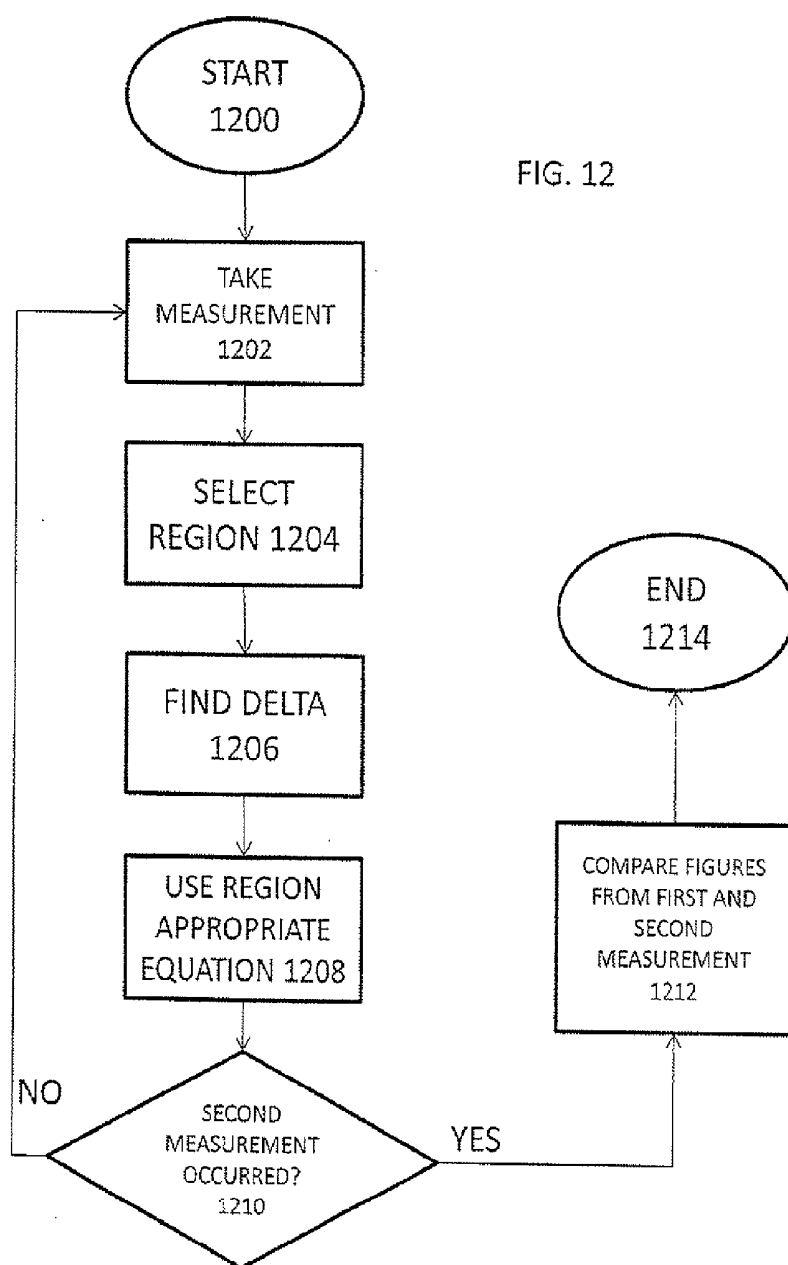 START
1200
FIG. 12
TAKE
MEASUREMENT
1202
SELECT
REGION 1204
FIND DELTA
1206
USE REGION
APPROPRIATE
EQUATION 1208
SECOND
MEASUREMENT
OCCURRED?
1210
NO
YES
COMPARE FIGURES
FROM FIRST AND
SECOND
MEASUREMENT
1212
END
1214